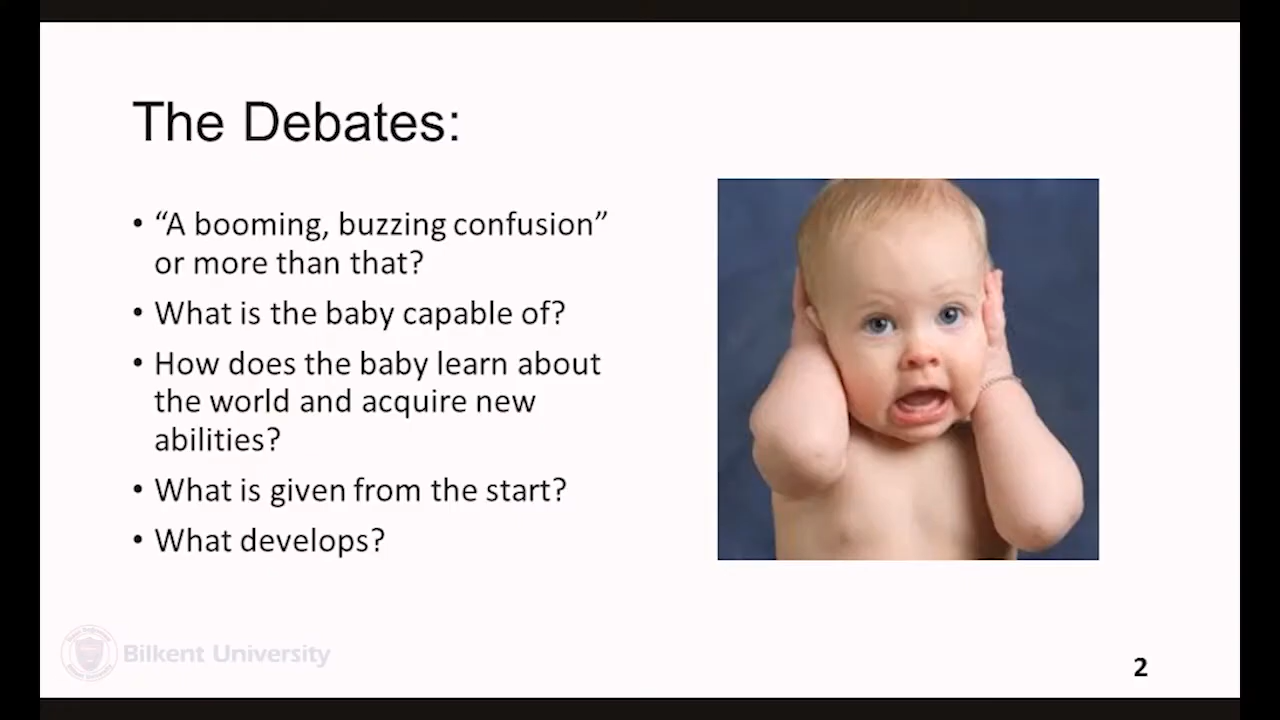 The Debates:
• “A booming, buzzing confusion”
or more than that?
• What is the baby capable of?
• How does the baby learn about
the world and acquire new
abilities?
• What is given from the start?
• What develops?
Bilkent University
2